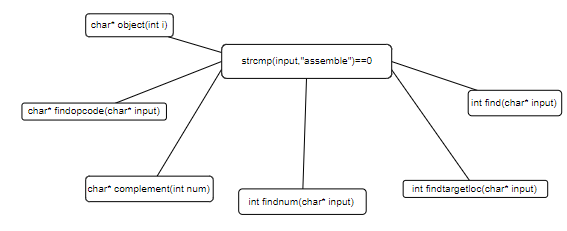 char* object(int i)
strcmp(input,"assemble")==0
int find(char* input)
char* findopcode(char* input)
char* complement(int num)
int findtargetloc(char* input)
int findnum(char* input)